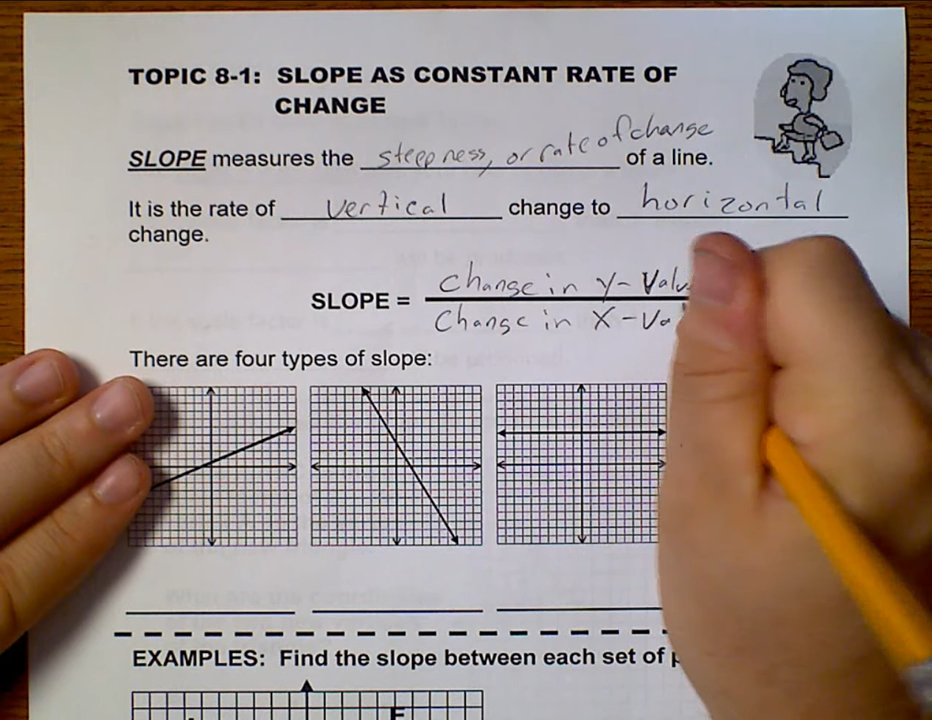 TOPIC 8-1: SLOPE AS CONSTANT RATE OF
CHANGE
SLOPE measures the steepness, or rate of change of a line.
It is the rate of vertical change to horizontal
change.
change in y-Valu
SLOPE =
Change in X-Va
There are four types of slope:
EXAMPLES: Find the slope between each set of
F